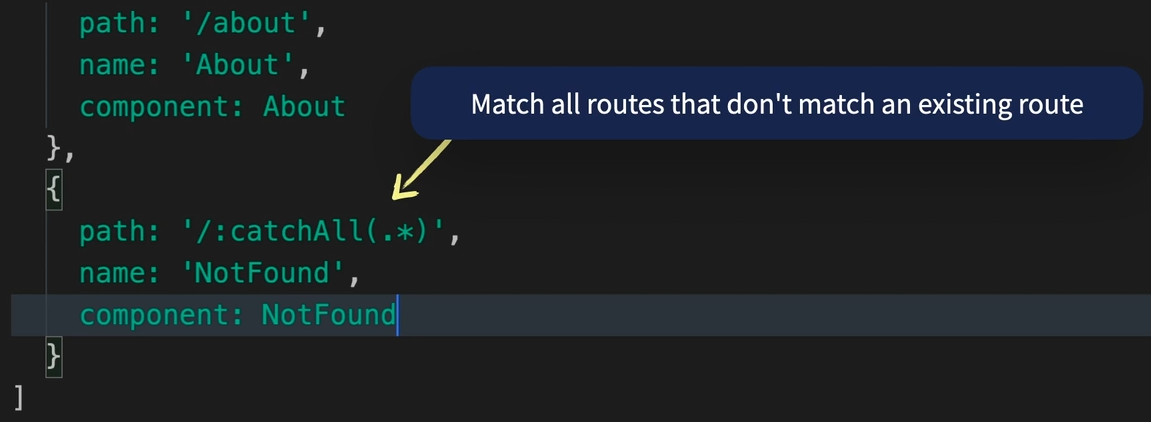 path: '/about',
name: 'About',
component: About
Match all routes that don't match an existing route
},
{
path: '/:catchAll(.*)',
name: 'NotFound',
component: NotFound
}
]